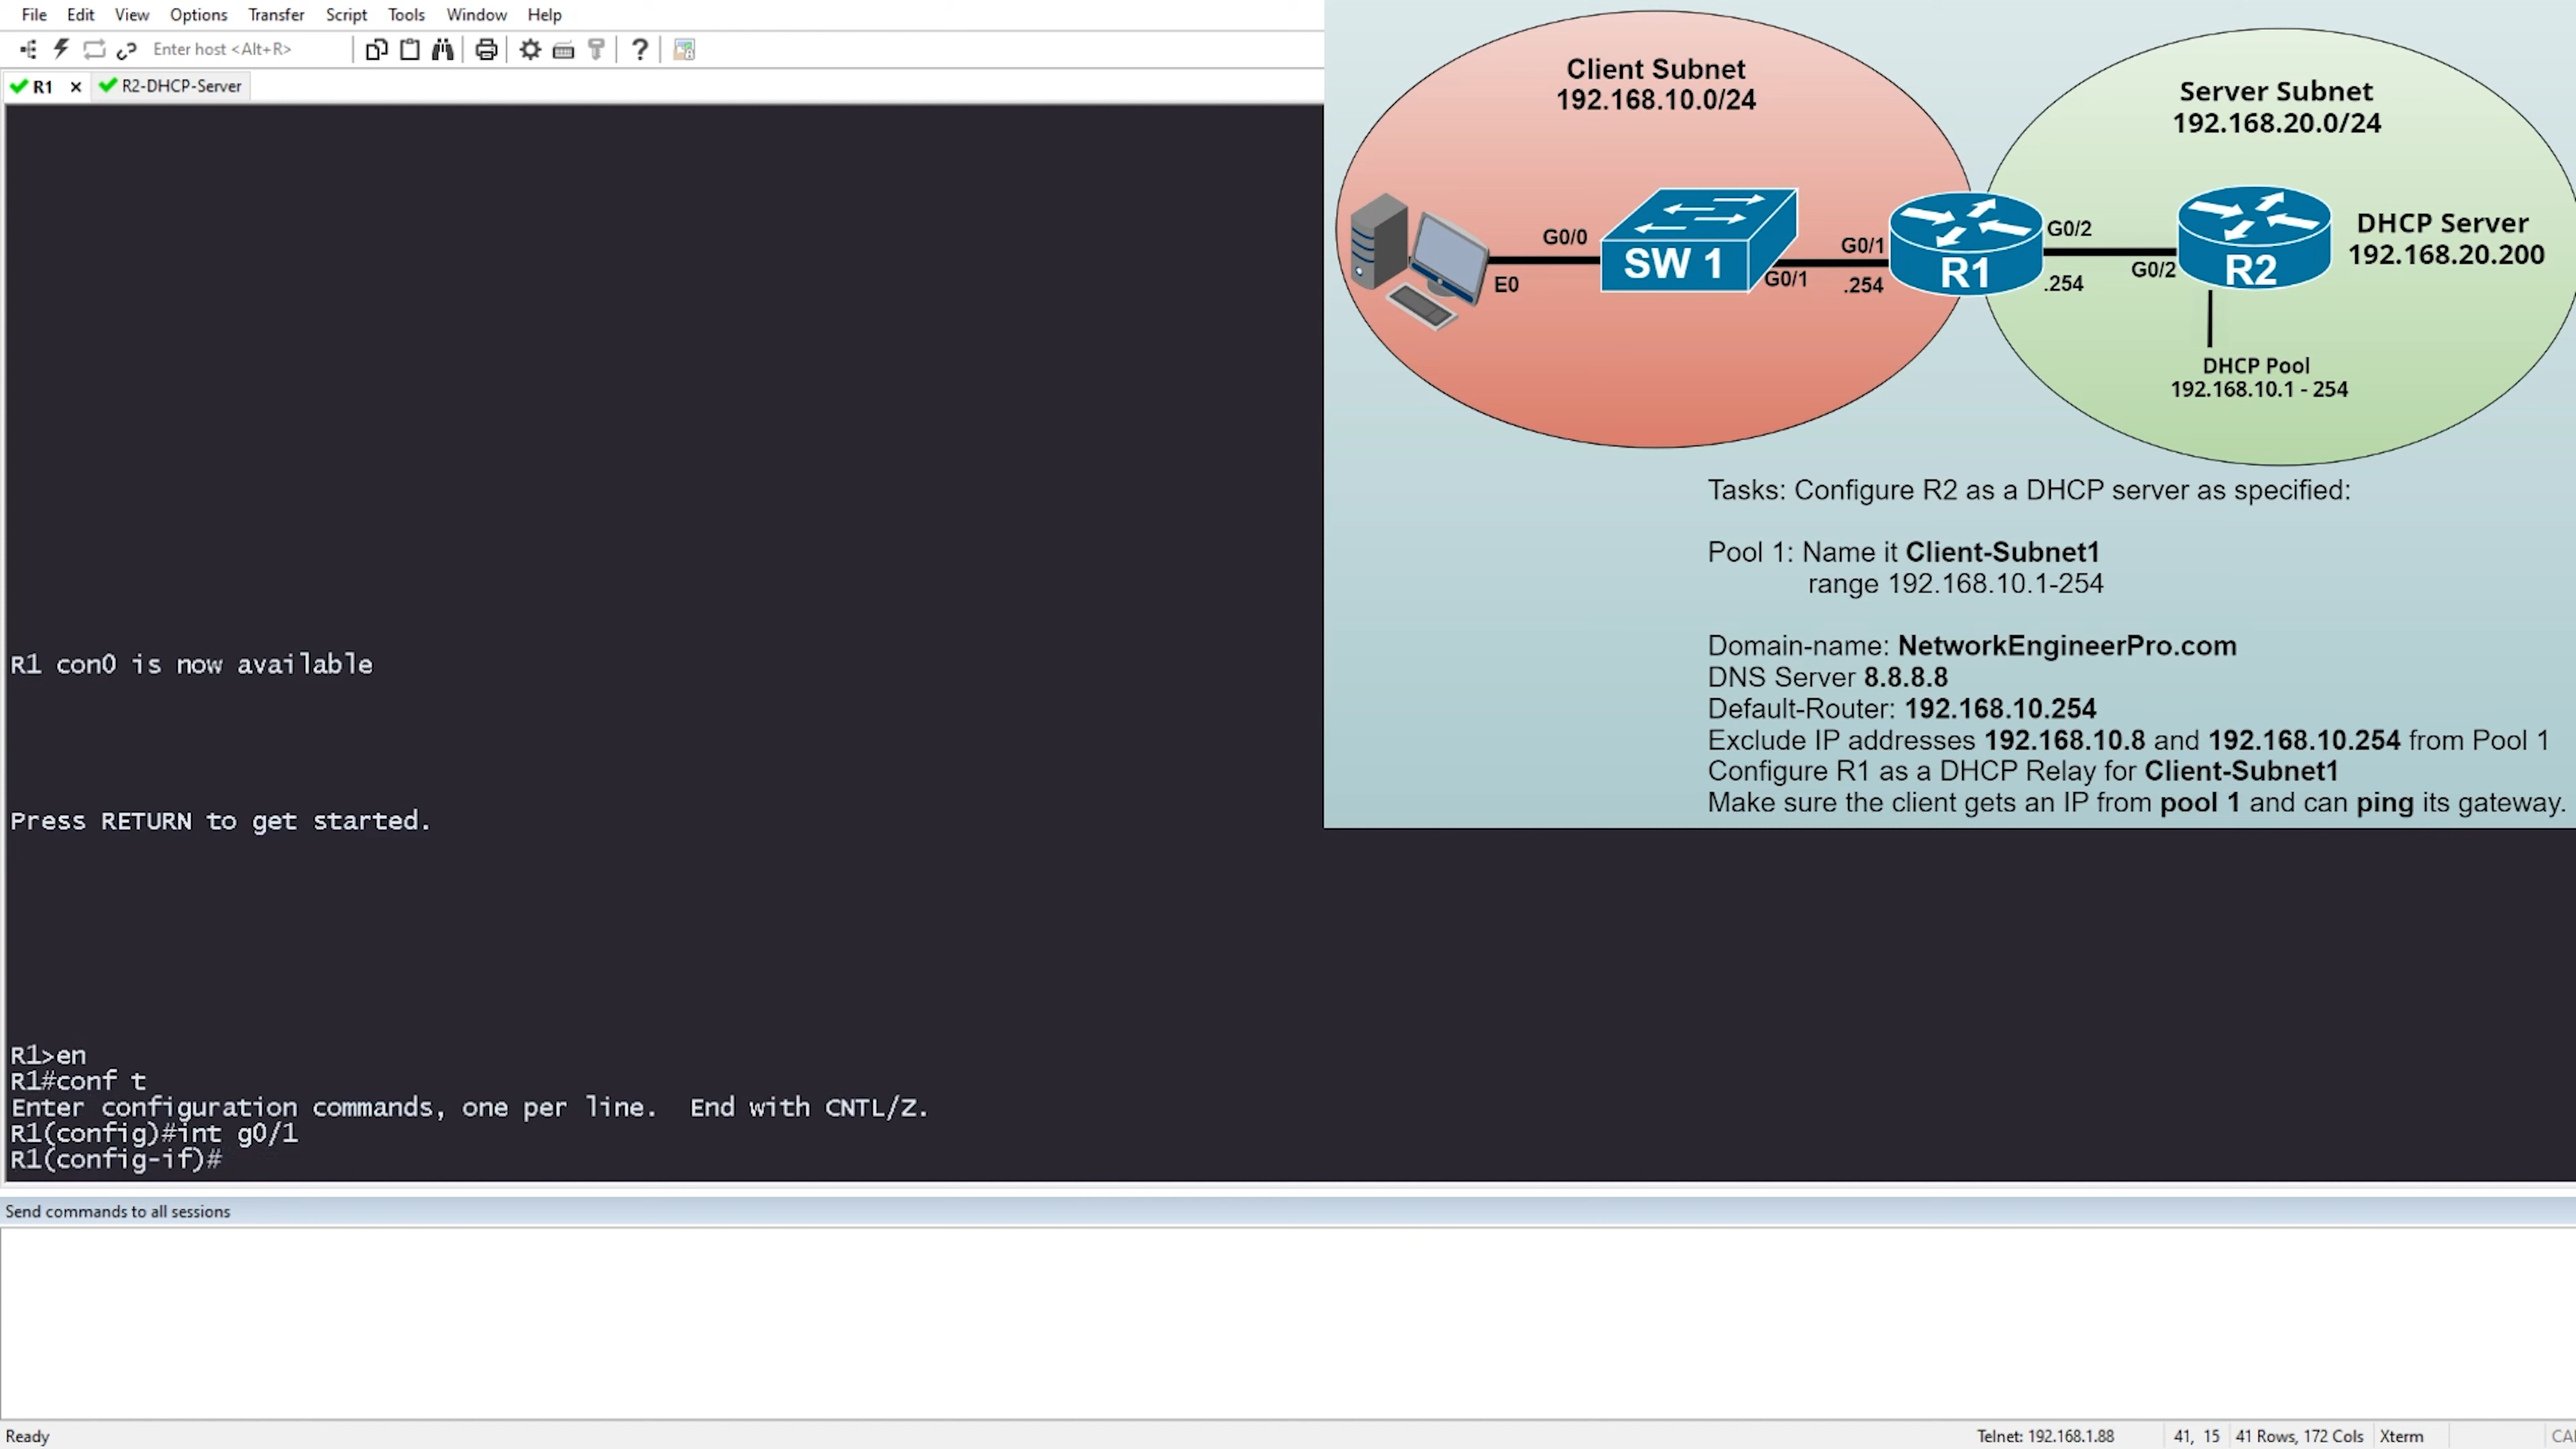 File Edit View Options Transfer Script Tools Window Help
Enter host <Alt+R>
R1 × R2-DHCP-Server
R1 con0 is now available
Press RETURN to get started.
R1>en
R1#conf t
Enter configuration commands, one per line.  End with CNTL/Z.
R1(config)#int g0/1
R1(config-if)#
Client Subnet
192.168.10.0/24
Server Subnet
192.168.20.0/24
E0
G0/0
SW 1
G0/1
G0/1
.254
R1
G0/2
.254
G0/2
R2
DHCP Server
192.168.20.200
DHCP Pool
192.168.10.1 - 254
Tasks: Configure R2 as a DHCP server as specified:
Pool 1: Name it Client-Subnet1
range 192.168.10.1-254
Domain-name: NetworkEngineerPro.com
DNS Server 8.8.8.8
Default-Router: 192.168.10.254
Exclude IP addresses 192.168.10.8 and 192.168.10.254 from Pool 1
Configure R1 as a DHCP Relay for Client-Subnet1
Make sure the client gets an IP from pool 1 and can ping its gateway.
Send commands to all sessions
Ready
Telnet: 192.168.1.88 41, 15 41 Rows, 172 Cols Xterm